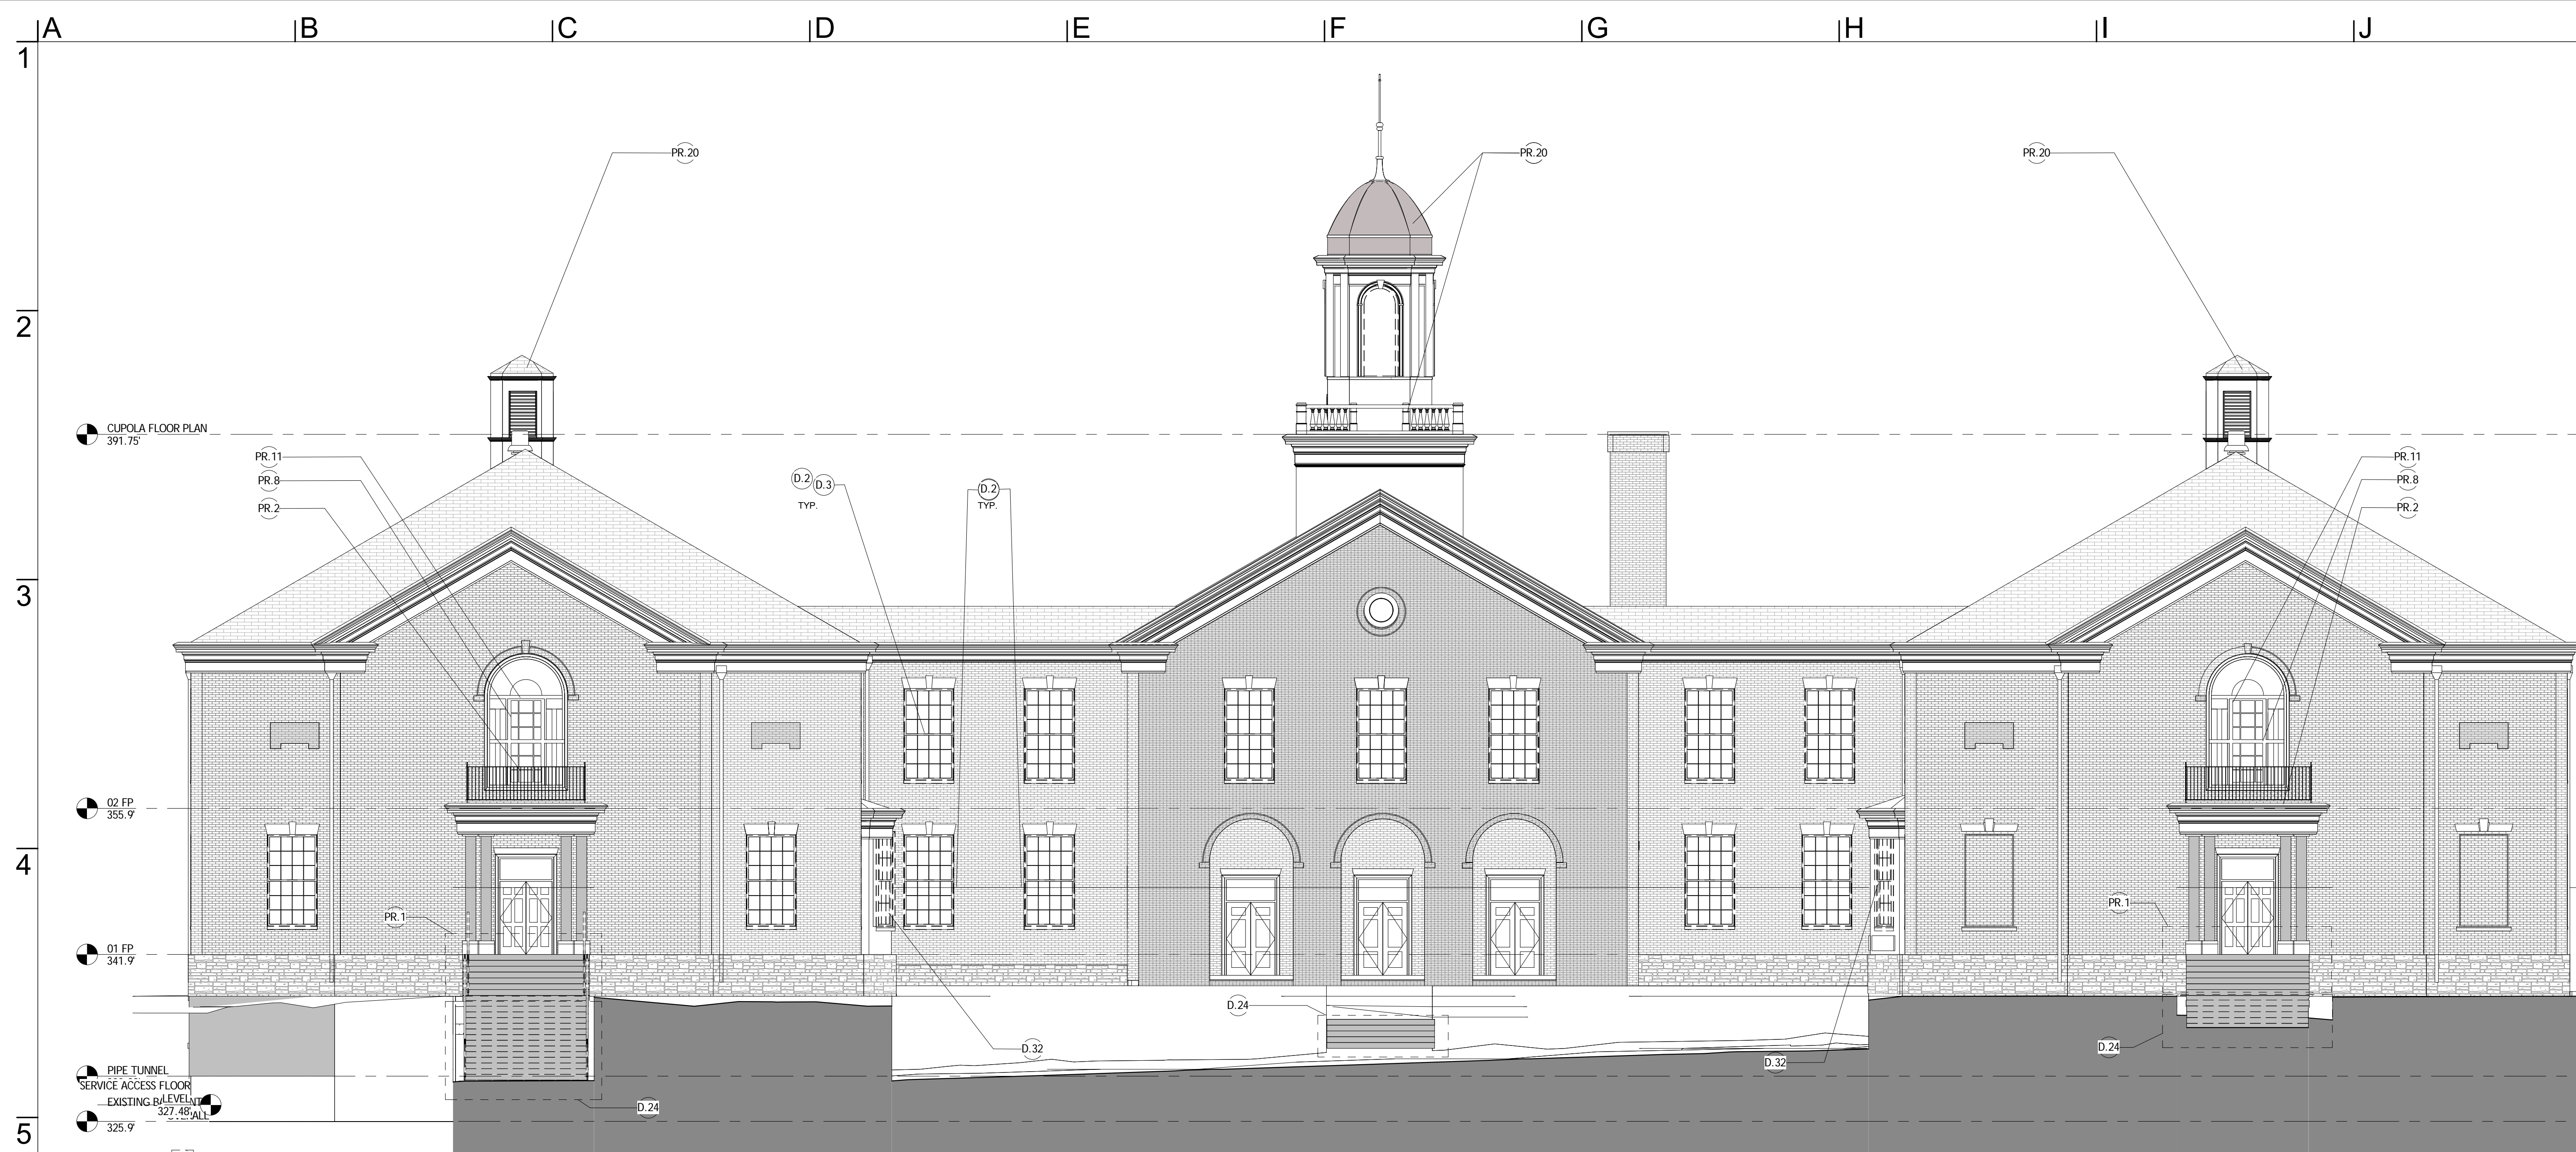 A B C D E F G H I J
1
PR.20 PR.20 PR.20
2
CUPOLA FLOOR PLAN
391.75'
PR.11 PR.11
PR.8 D.2 D.3 D.2 PR.8
PR.2 TYP. TYP. PR.2
3
02 FP
355.9'
4
PR.1 PR.1
01 FP
341.9'
D.24
D.32 D.32 D.24
PIPE TUNNEL
SERVICE ACCESS FLOOR
LEVEL
EXISTING
327.48'
D.24
325.9'
5